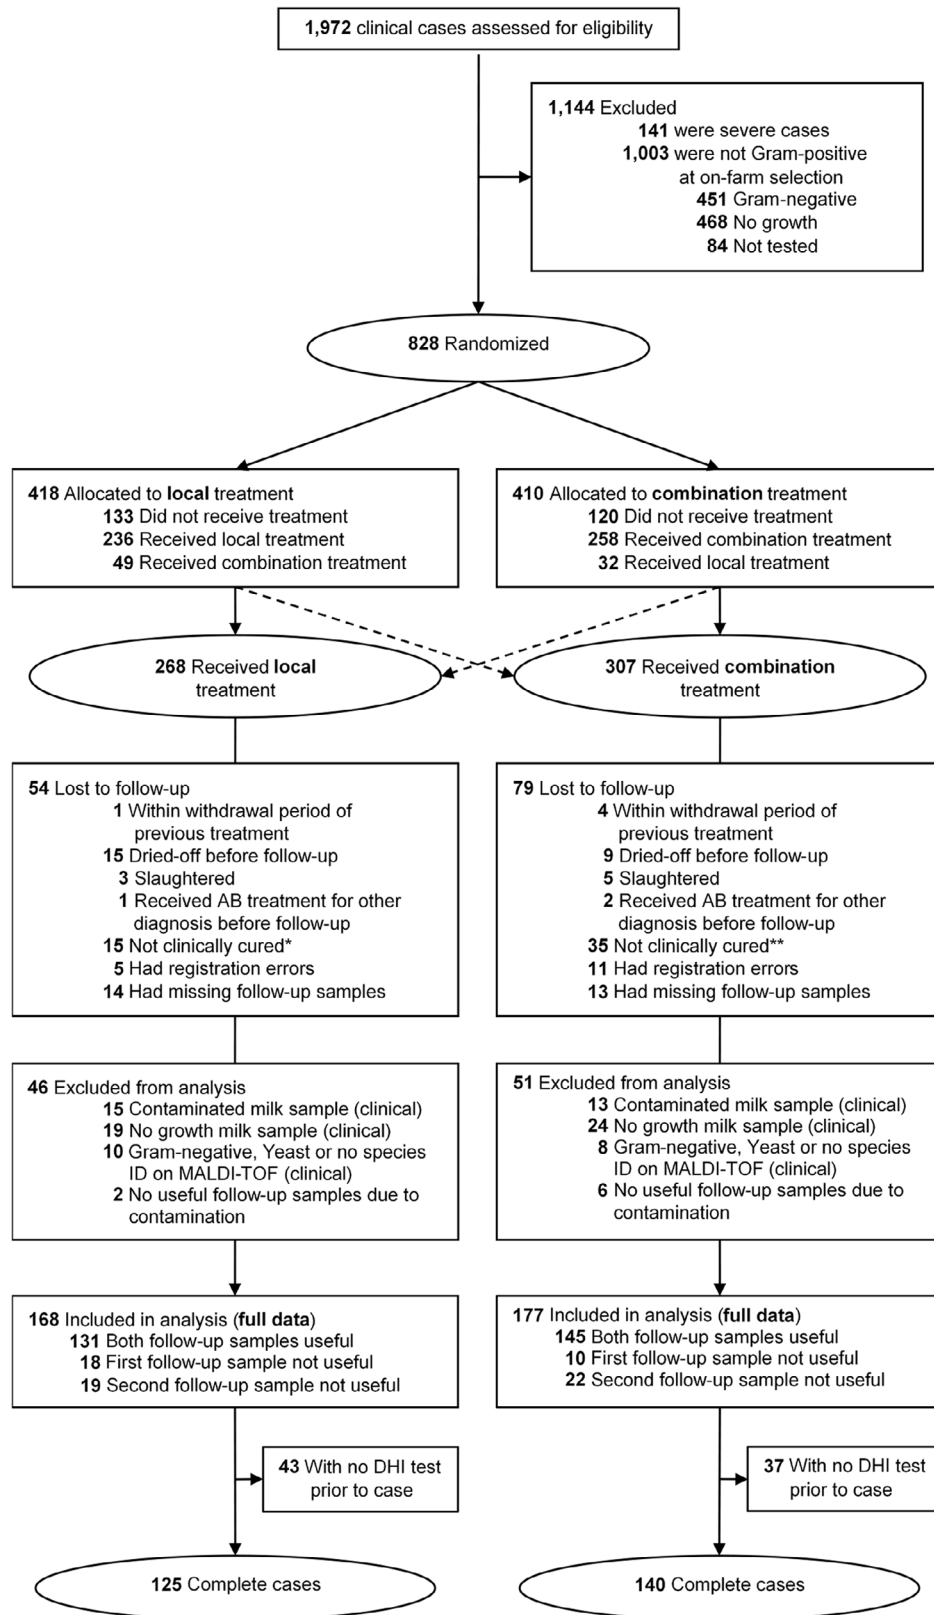 1,972 clinical cases assessed for eligibility
1,144 Excluded
141 were severe cases
1,003 were not Gram-positive
at on-farm selection
451 Gram-negative
468 No growth
84 Not tested
828 Randomized
418 Allocated to local treatment
133 Did not receive treatment
236 Received local treatment
49 Received combination treatment
410 Allocated to combination treatment
120 Did not receive treatment
258 Received combination treatment
32 Received local treatment
268 Received local
treatment
307 Received combination
treatment
54 Lost to follow-up
1 Within withdrawal period of
previous treatment
15 Dried-off before follow-up
3 Slaughtered
1 Received AB treatment for other
diagnosis before follow-up
15 Not clinically cured*
5 Had registration errors
14 Had missing follow-up samples
79 Lost to follow-up
4 Within withdrawal period of
previous treatment
9 Dried-off before follow-up
5 Slaughtered
2 Received AB treatment for other
diagnosis before follow-up
35 Not clinically cured**
11 Had registration errors
13 Had missing follow-up samples
46 Excluded from analysis
15 Contaminated milk sample (clinical)
19 No growth milk sample (clinical)
10 Gram-negative, Yeast or no species
ID on MALDI-TOF (clinical)
2 No useful follow-up samples due to
contamination
51 Excluded from analysis
13 Contaminated milk sample (clinical)
24 No growth milk sample (clinical)
8 Gram-negative, Yeast or no species
ID on MALDI-TOF (clinical)
6 No useful follow-up samples due to
contamination
168 Included in analysis (full data)
131 Both follow-up samples useful
18 First follow-up sample not useful
19 Second follow-up sample not useful
177 Included in analysis (full data)
145 Both follow-up samples useful
10 First follow-up sample not useful
22 Second follow-up sample not useful
43 With no DHI test
prior to case
37 With no DHI test
prior to case
125 Complete cases
140 Complete cases